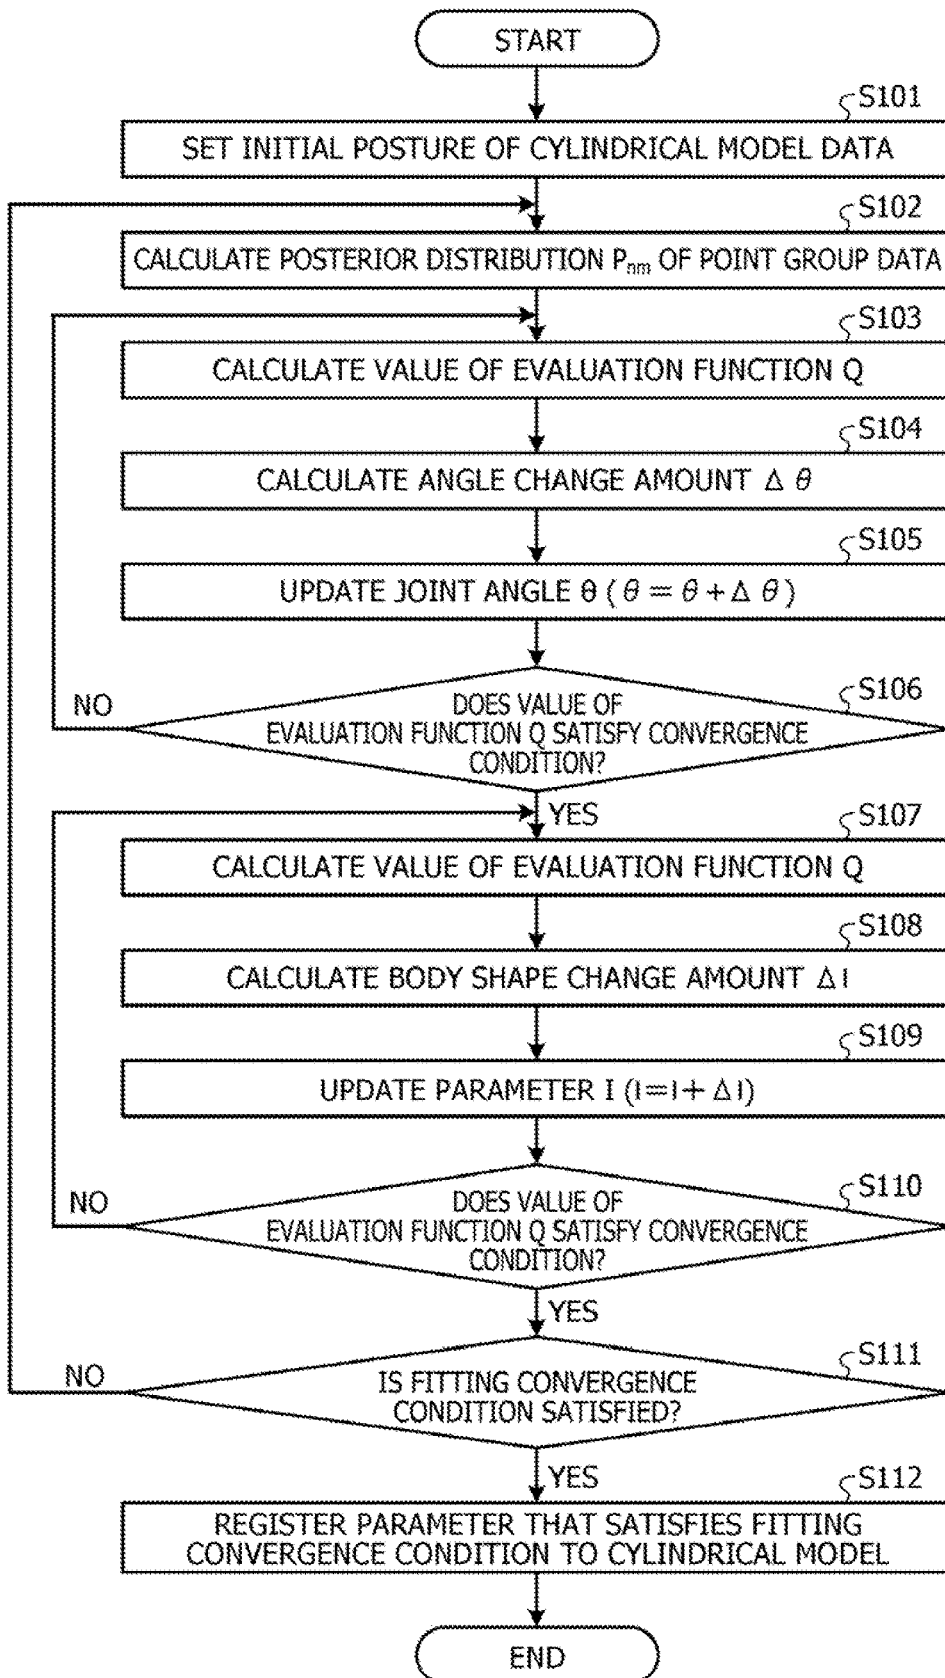 START
S101
SET INITIAL POSTURE OF CYLINDRICAL MODEL DATA
S102
CALCULATE POSTERIOR DISTRIBUTION Pnm OF POINT GROUP DATA
S103
CALCULATE VALUE OF EVALUATION FUNCTION Q
S104
CALCULATE ANGLE CHANGE AMOUNT Δ θ
S105
UPDATE JOINT ANGLE θ ( θ = θ + Δ θ )
S106
NO
DOES VALUE OF
EVALUATION FUNCTION Q SATISFY CONVERGENCE
CONDITION?
YES
S107
CALCULATE VALUE OF EVALUATION FUNCTION Q
S108
CALCULATE BODY SHAPE CHANGE AMOUNT Δ l
S109
UPDATE PARAMETER I (l=l+ Δ l)
S110
NO
DOES VALUE OF
EVALUATION FUNCTION Q SATISFY CONVERGENCE
CONDITION?
YES
S111
NO
IS FITTING CONVERGENCE
CONDITION SATISFIED?
YES
S112
REGISTER PARAMETER THAT SATISFIES FITTING
CONVERGENCE CONDITION TO CYLINDRICAL MODEL
END